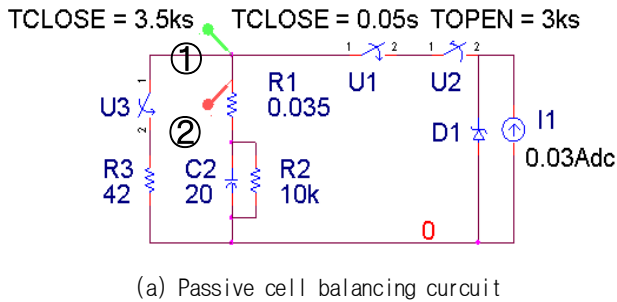 TCLOSE = 3.5ks TCLOSE = 0.05s TOPEN = 3ks
① 1 2 1 2
1 R1 U1 U2
U3 0.035 I1
② D1
2 0.03Adc
R3 C2 R2
42 20 10k
0
(a) Passive cell balancing curcuit